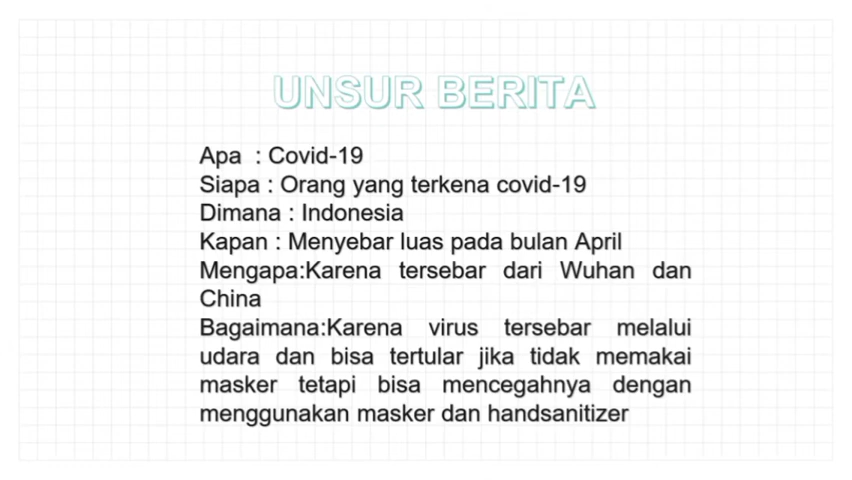 UNSUR BERITA
Apa : Covid-19
Siapa : Orang yang terkena covid-19
Dimana : Indonesia
Kapan : Menyebar luas pada bulan April
Mengapa:Karena tersebar dari Wuhan dan
China
Bagaimana:Karena virus tersebar melalui
udara dan bisa tertular jika tidak memakai
masker tetapi bisa mencegahnya dengan
menggunakan masker dan handsanitizer